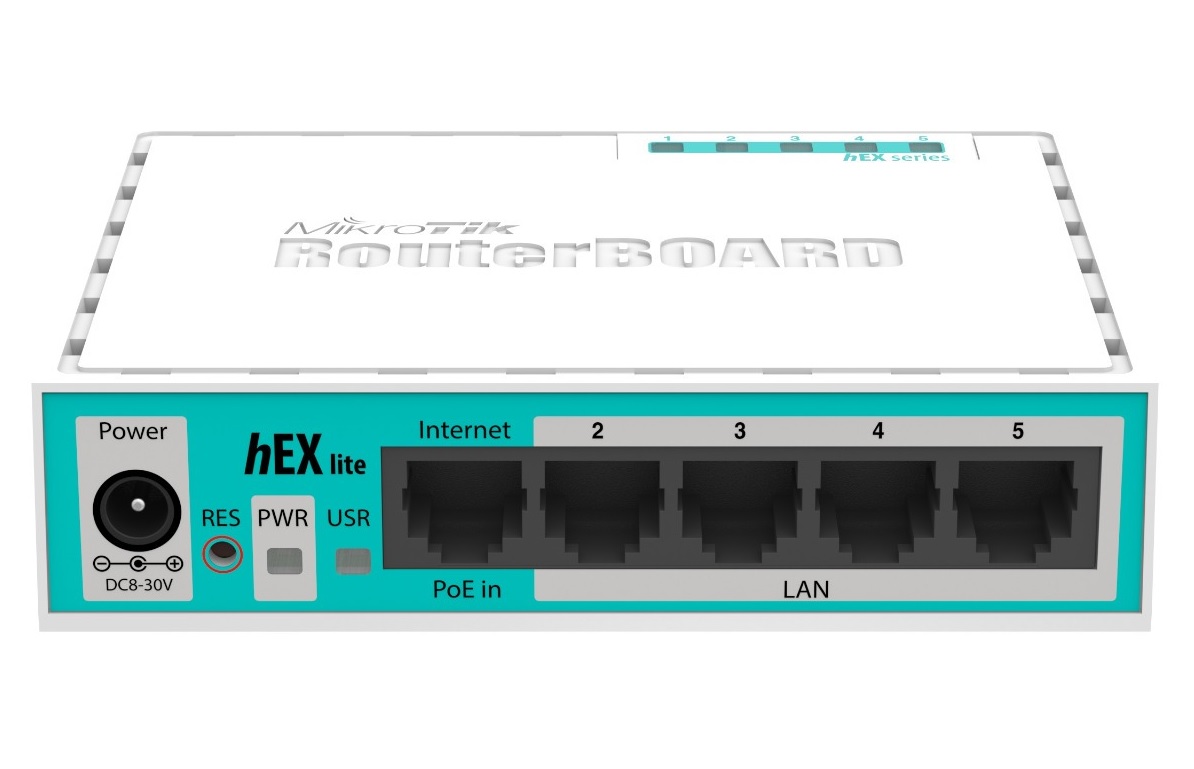 1 2 3 4 5
hEX series
MikroTik
RouterBOARD
Power
hEX lite
Internet
2 3 4 5
RES PWR USR
DC8-30V
PoE in
LAN